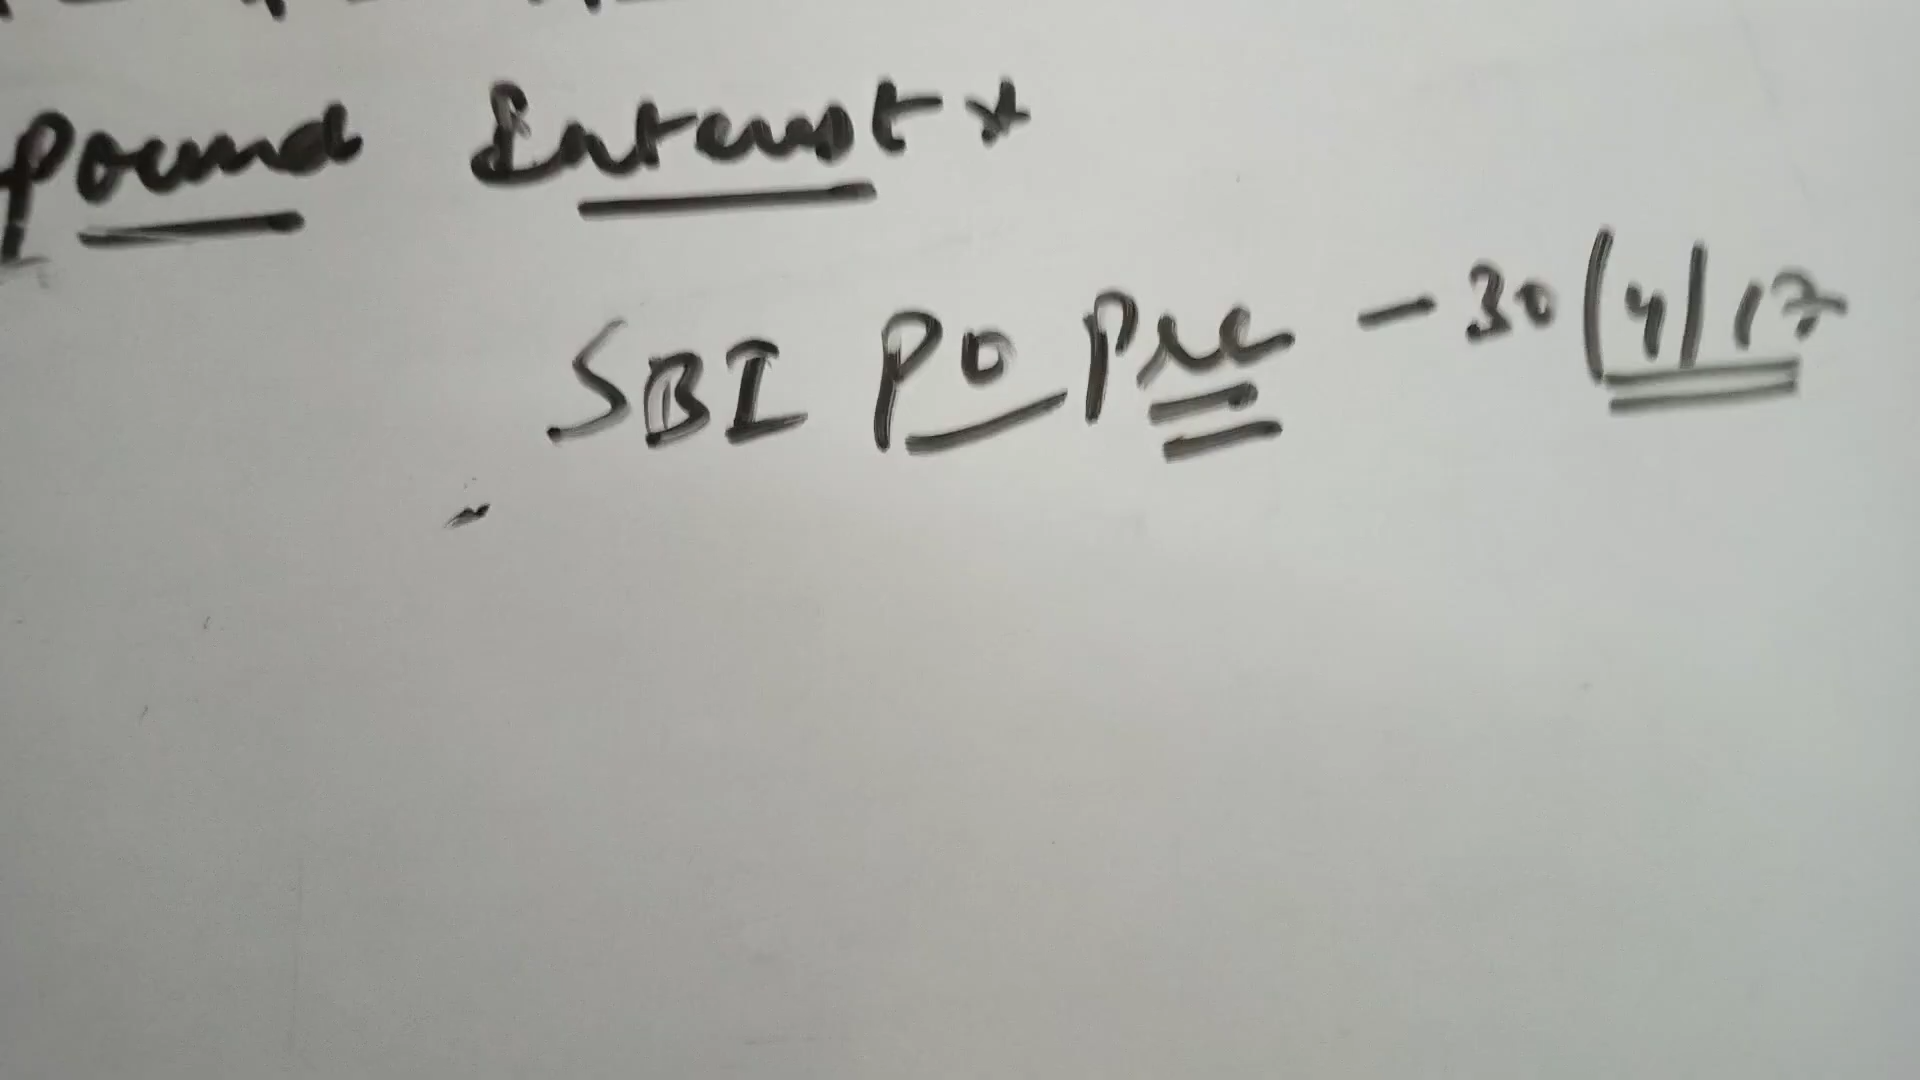 pound Interest *
SBI PO Pre - 30/4/17